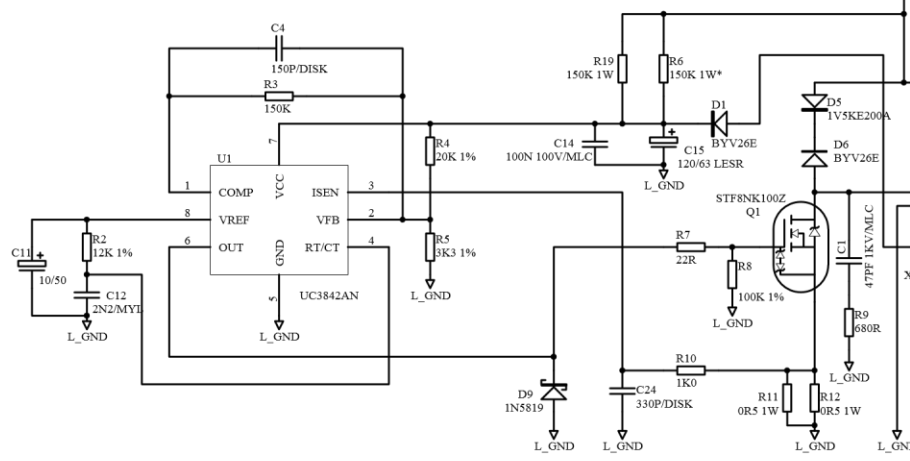 C4
150P/DISK
R3
150K
R19
150K 1W
R6
150K 1W*
D1
BYV26E
D5
1V5KE200A
D6
BYV26E
U1
7
R4
20K 1%
C14
100N 100V/MLC
C15
120/63 LESR
L_GND
1 COMP VCC ISEN 3
8 VREF VFB 2
6 OUT GND RT/CT 4
5
UC3842AN
L_GND
C11
10/50
R2
12K 1%
C12
2N2/MYL
L_GND
R5
3K3 1%
L_GND
STF8NK100Z
Q1
R7
22R
R8
100K 1%
L_GND
C1
47PF 1KV/MLC
X
R9
680R
L_GND
R10
1K0
D9
1N5819
L_GND
C24
330P/DISK
L_GND
R11
0R5 1W
R12
0R5 1W
L_GND
L_GND